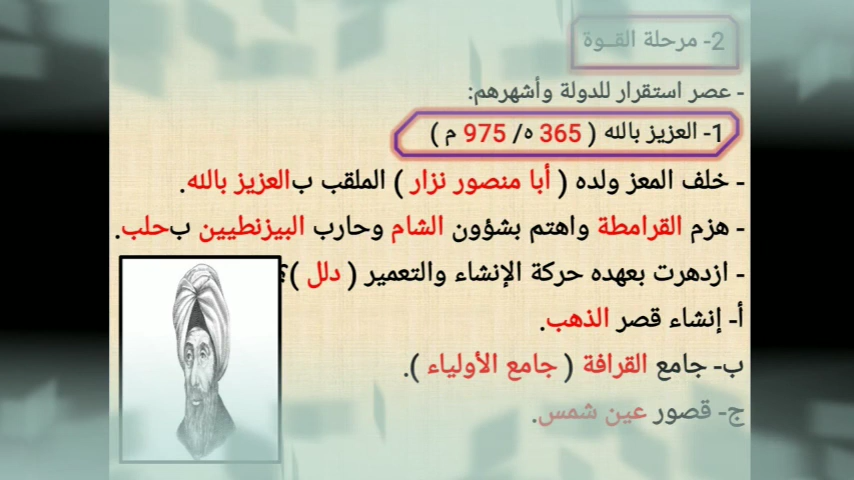 2- مرحلة القــوة
- عصر استقرار للدولة وأشهرهم:
1- العزيز بالله ( 365 ه/ 975 م )
- خلف المعز ولده ( أبا منصور نزار ) الملقب بالعزيز بالله.
- هزم القرامطة واهتم بشؤون الشام وحارب البيزنطيين بحلب.
- ازدهرت بعهده حركة الإنشاء والتعمير ( دلل )؟
أ- إنشاء قصر الذهب.
ب- جامع القرافة ( جامع الأولياء ).
ج- قصور عين شمس.